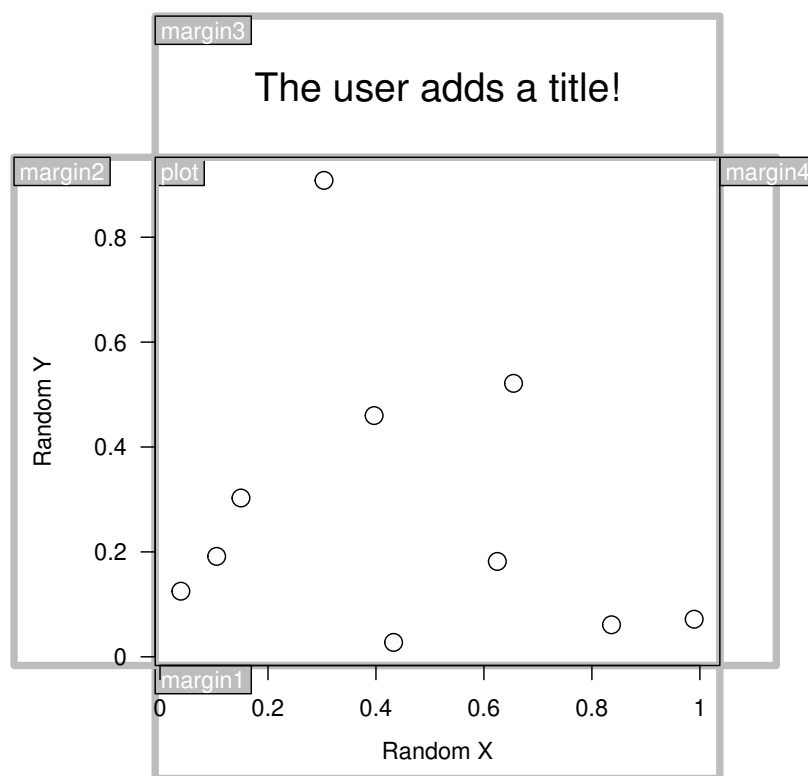 margin3
The user adds a title!
margin2
plot
margin4
0.8
0.6
0.4
0.2
0
Random Y
margin1
0 0.2 0.4 0.6 0.8 1
Random X